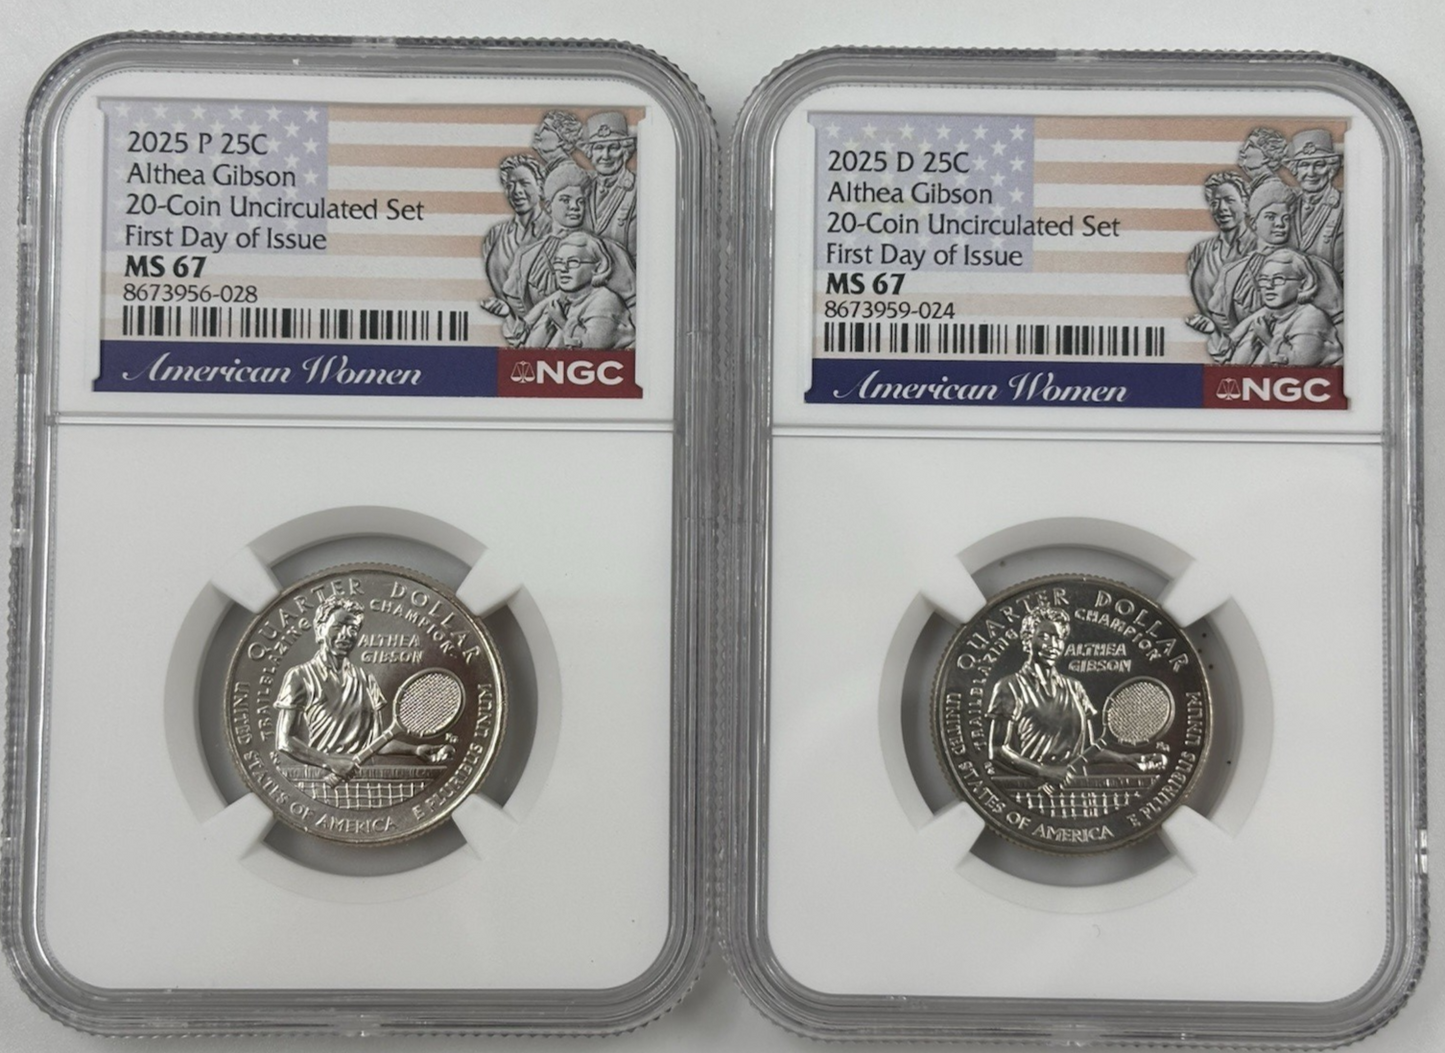 2025 P 25C
Althea Gibson
20-Coin Uncirculated Set
First Day of Issue
MS 67
8673956-028
American Women
NGC
QUARTER DOLLAR
TRAILBLAZING
CHAMPION
ALTHEA
GIBSON
UNITED STATES OF AMERICA
E PLURIBUS UNUM
2025 D 25C
Althea Gibson
20-Coin Uncirculated Set
First Day of Issue
MS 67
8673959-024
American Women
NGC
QUARTER DOLLAR
TRAILBLAZING
CHAMPION
ALTHEA
GIBSON
UNITED STATES OF AMERICA
E PLURIBUS UNUM